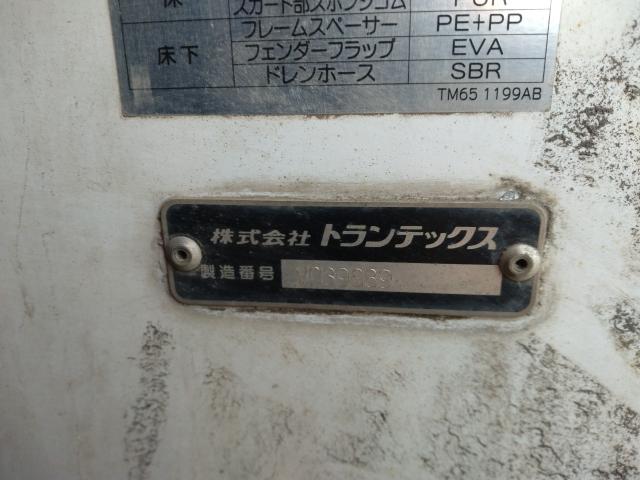 床
スカート部スポンジゴム PUR
フレームスペーサー PE+PP
床下 フェンダーフラップ EVA
ドレンホース SBR
TM65 1199AB
株式会社 トランテックス
製造番号